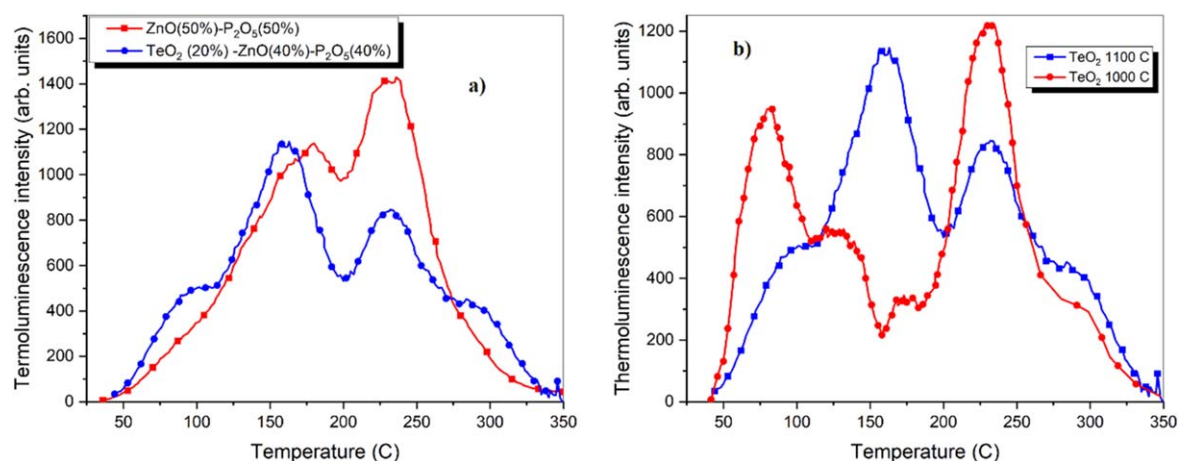 ZnO(50%)-P₂O₅(50%)
TeO₂ (20%) -ZnO(40%)-P₂O₅(40%)
a)
Termoluminescence intensity (arb. units)
1600
1400
1200
1000
800
600
400
200
0
50 100 150 200 250 300 350
Temperature (C)
b)
TeO₂ 1100 C
TeO₂ 1000 C
Thermoluminescence intensity (arb. units)
1200
1000
800
600
400
200
0
50 100 150 200 250 300 350
Temperature (C)